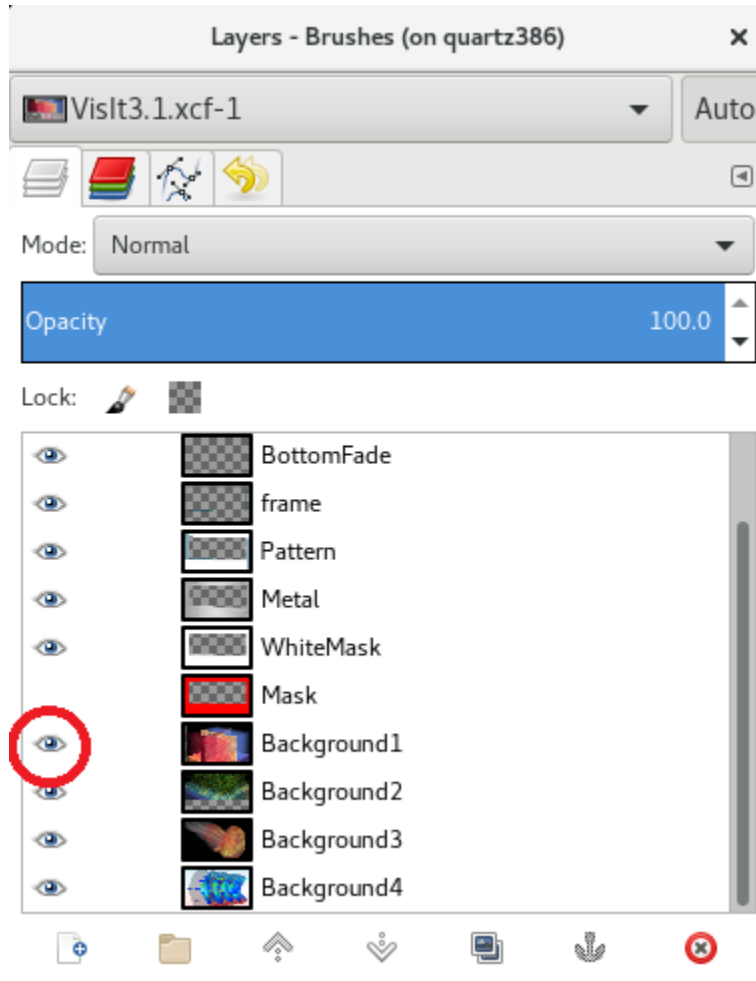 Layers - Brushes (on quartz386)
VisIt3.1.xcf-1
Auto
Mode: Normal
Opacity 100.0
Lock:
BottomFade
frame
Pattern
Metal
WhiteMask
Mask
Background1
Background2
Background3
Background4